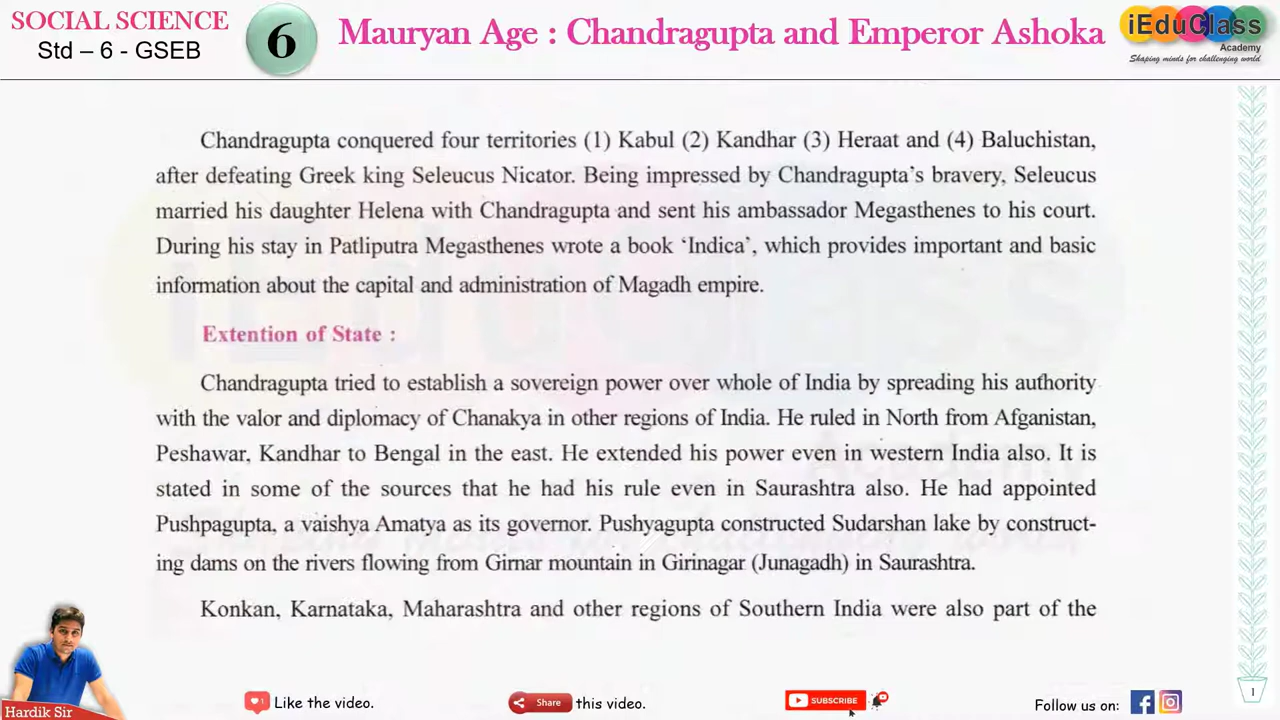 SOCIAL SCIENCE
Std – 6 - GSEB
6
Mauryan Age : Chandragupta and Emperor Ashoka
iEduClass
Academy
Shaping minds for challenging world
Chandragupta conquered four territories (1) Kabul (2) Kandhar (3) Heraat and (4) Baluchistan,
after defeating Greek king Seleucus Nicator. Being impressed by Chandragupta's bravery, Seleucus
married his daughter Helena with Chandragupta and sent his ambassador Megasthenes to his court.
During his stay in Patliputra Megasthenes wrote a book 'Indica', which provides important and basic
information about the capital and administration of Magadh empire.
Extention of State :
Chandragupta tried to establish a sovereign power over whole of India by spreading his authority
with the valor and diplomacy of Chanakya in other regions of India. He ruled in North from Afganistan,
Peshawar, Kandhar to Bengal in the east. He extended his power even in western India also. It is
stated in some of the sources that he had his rule even in Saurashtra also. He had appointed
Pushpagupta, a vaishya Amatya as its governor. Pushyagupta constructed Sudarshan lake by construct-
ing dams on the rivers flowing from Girnar mountain in Girinagar (Junagadh) in Saurashtra.
Konkan, Karnataka, Maharashtra and other regions of Southern India were also part of the
Hardik Sir
Like the video.
Share this video.
SUBSCRIBE
Follow us on:
1